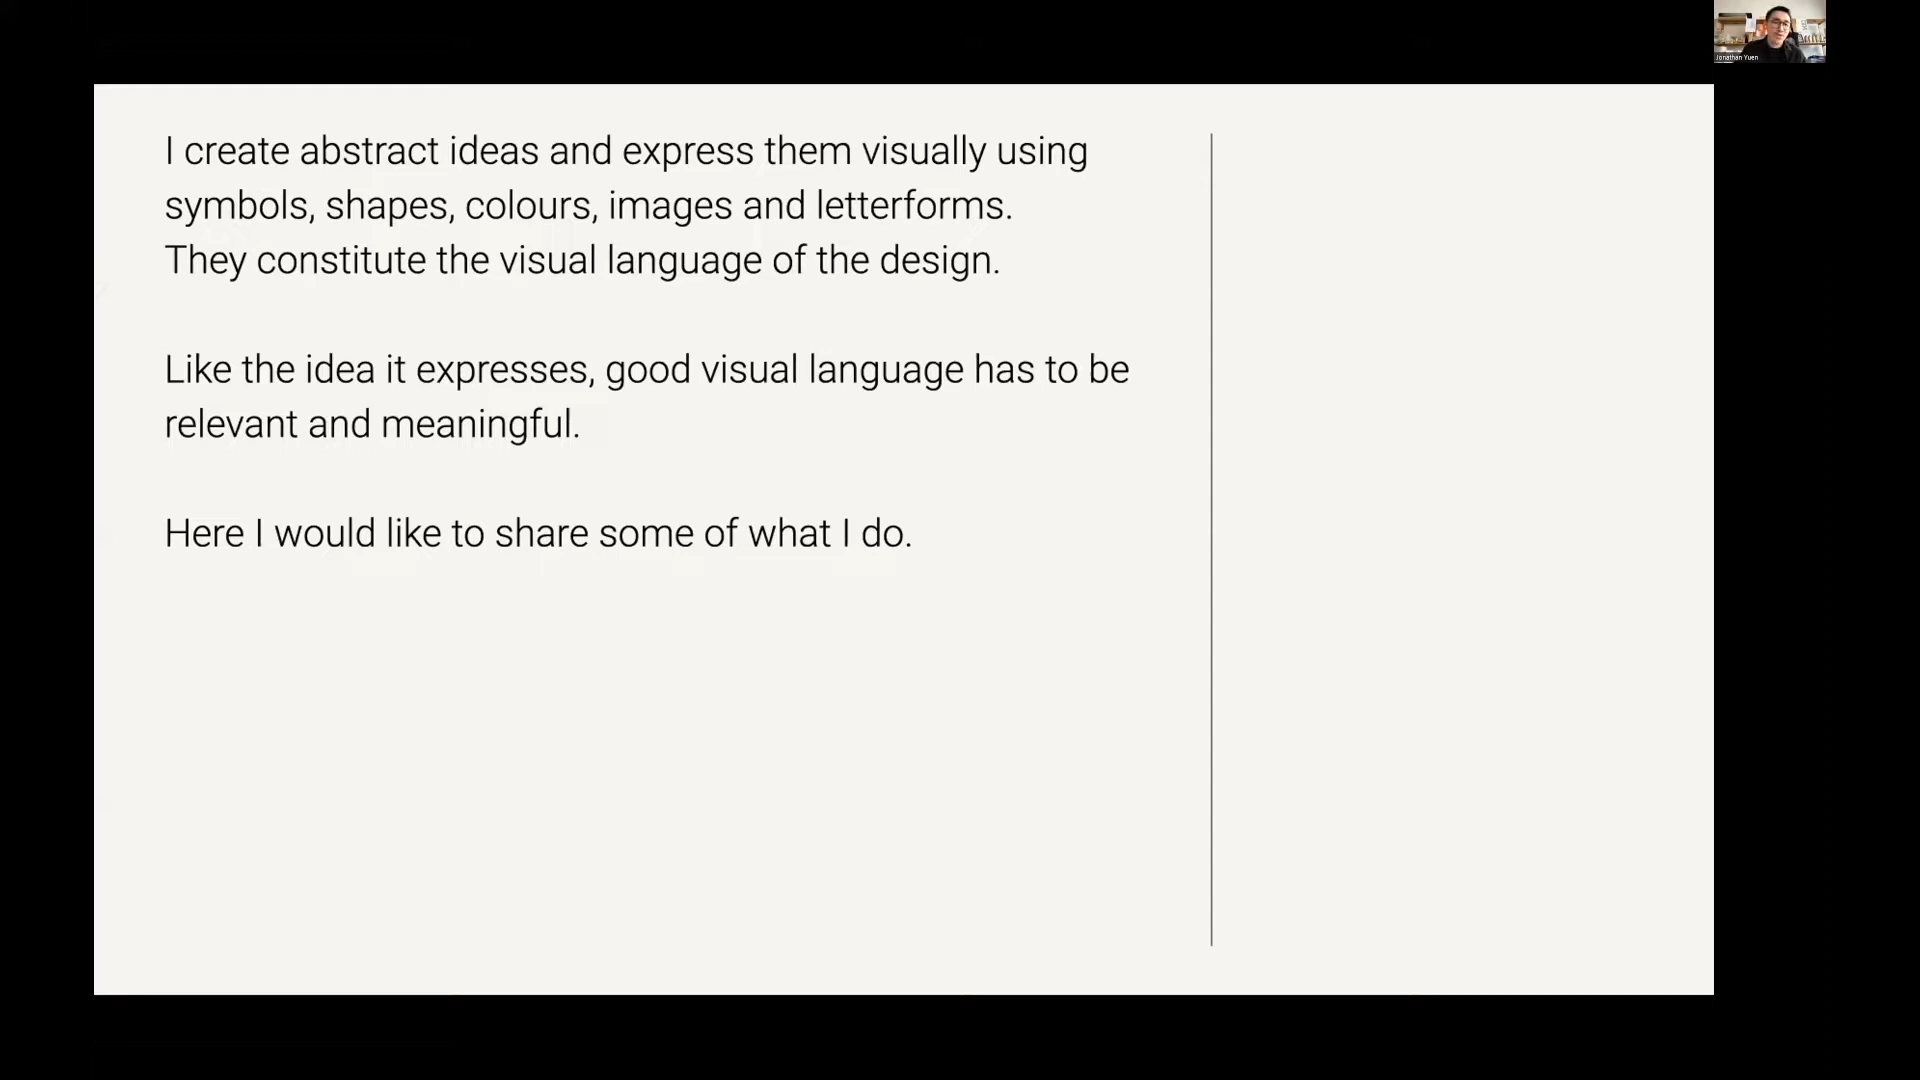 Jonathan Yuen
I create abstract ideas and express them visually using
symbols, shapes, colours, images and letterforms.
They constitute the visual language of the design.
Like the idea it expresses, good visual language has to be
relevant and meaningful.
Here I would like to share some of what I do.